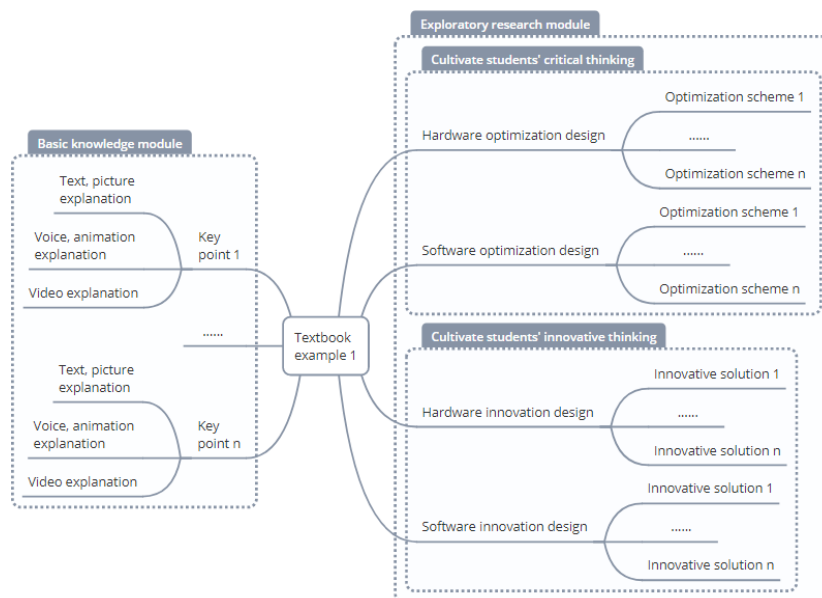 Exploratory research module
Cultivate students' critical thinking
Optimization scheme 1
Hardware optimization design
......
Optimization scheme n
Optimization scheme 1
Software optimization design
......
Optimization scheme n
Cultivate students' innovative thinking
Innovative solution 1
Hardware innovation design
......
Innovative solution n
Innovative solution 1
Software innovation design
......
Innovative solution n
Basic knowledge module
Text, picture
explanation
Voice, animation
explanation
Video explanation
Key
point 1
......
Text, picture
explanation
Voice, animation
explanation
Video explanation
Key
point n
Textbook
example 1